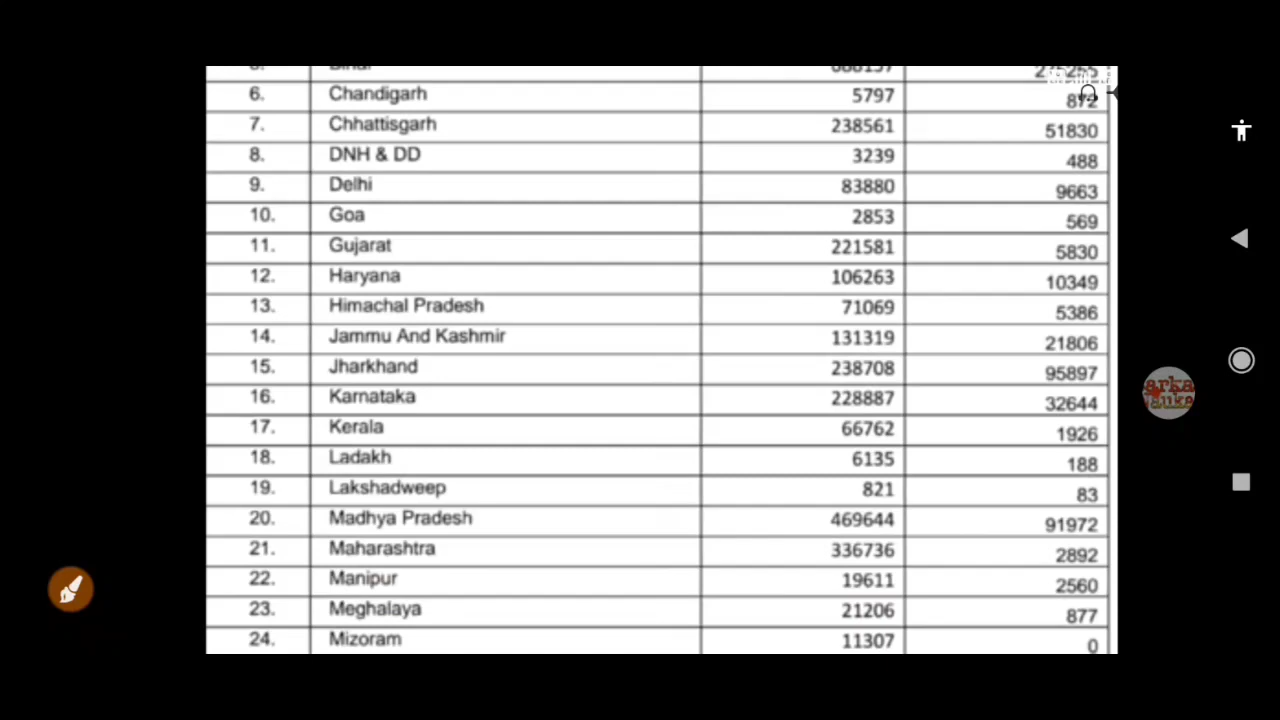 6. Chandigarh 5797 872
7. Chhattisgarh 238561 51830
8. DNH & DD 3239 488
9. Delhi 83880 9663
10. Goa 2853 569
11. Gujarat 221581 5830
12. Haryana 106263 10349
13. Himachal Pradesh 71069 5386
14. Jammu And Kashmir 131319 21806
15. Jharkhand 238708 95897
16. Karnataka 228887 32644
17. Kerala 66762 1926
18. Ladakh 6135 188
19. Lakshadweep 821 83
20. Madhya Pradesh 469644 91972
21. Maharashtra 336736 2892
22. Manipur 19611 2560
23. Meghalaya 21206 877
24. Mizoram 11307 0